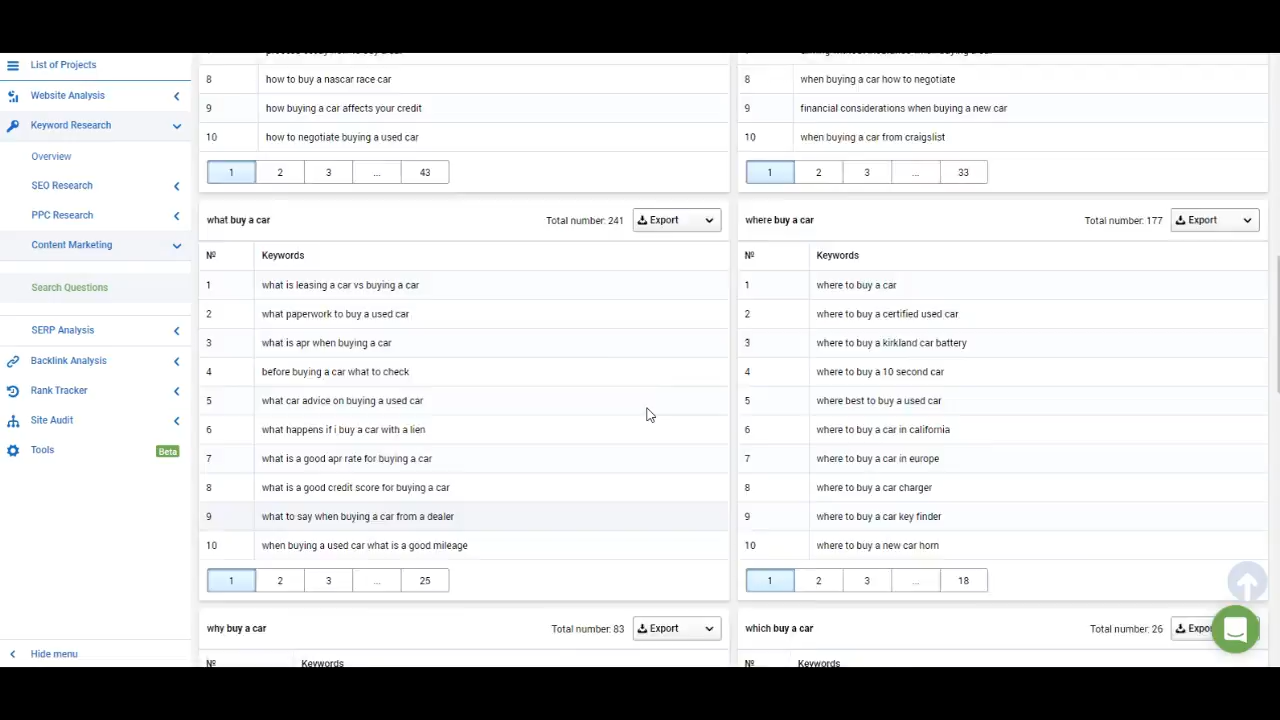 List of Projects
Website Analysis
Keyword Research
Overview
SEO Research
PPC Research
Content Marketing
Search Questions
SERP Analysis
Backlink Analysis
Rank Tracker
Site Audit
Tools
Beta
Hide menu
8 how to buy a nascar race car
9 how buying a car affects your credit
10 how to negotiate buying a used car
1 2 3 ... 43
8 when buying a car how to negotiate
9 financial considerations when buying a new car
10 when buying a car from craigslist
1 2 3 ... 33
what buy a car Total number: 241 Export
Nº Keywords
1 what is leasing a car vs buying a car
2 what paperwork to buy a used car
3 what is apr when buying a car
4 before buying a car what to check
5 what car advice on buying a used car
6 what happens if i buy a car with a lien
7 what is a good apr rate for buying a car
8 what is a good credit score for buying a car
9 what to say when buying a car from a dealer
10 when buying a used car what is a good mileage
1 2 3 ... 25
where buy a car Total number: 177 Export
Nº Keywords
1 where to buy a car
2 where to buy a certified used car
3 where to buy a kirkland car battery
4 where to buy a 10 second car
5 where best to buy a used car
6 where to buy a car in california
7 where to buy a car in europe
8 where to buy a car charger
9 where to buy a car key finder
10 where to buy a new car horn
1 2 3 ... 18
why buy a car Total number: 83 Export
Nº Keywords
which buy a car Total number: 26 Expo
Nº Keywords